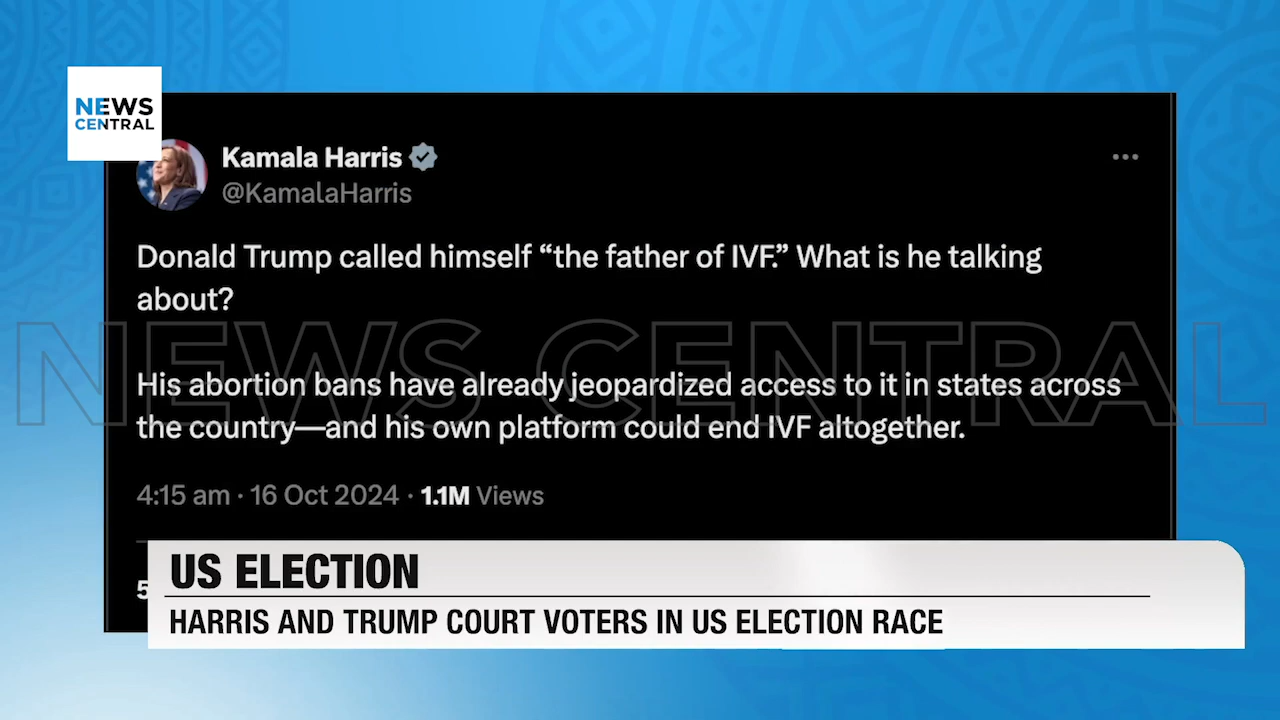 NEWS
CENTRAL
Kamala Harris
@KamalaHarris
Donald Trump called himself “the father of IVF.” What is he talking
about?
NEWS CENTRAL
His abortion bans have already jeopardized access to it in states across
the country—and his own platform could end IVF altogether.
4:15 am · 16 Oct 2024 · 1.1M Views
5
US ELECTION
HARRIS AND TRUMP COURT VOTERS IN US ELECTION RACE